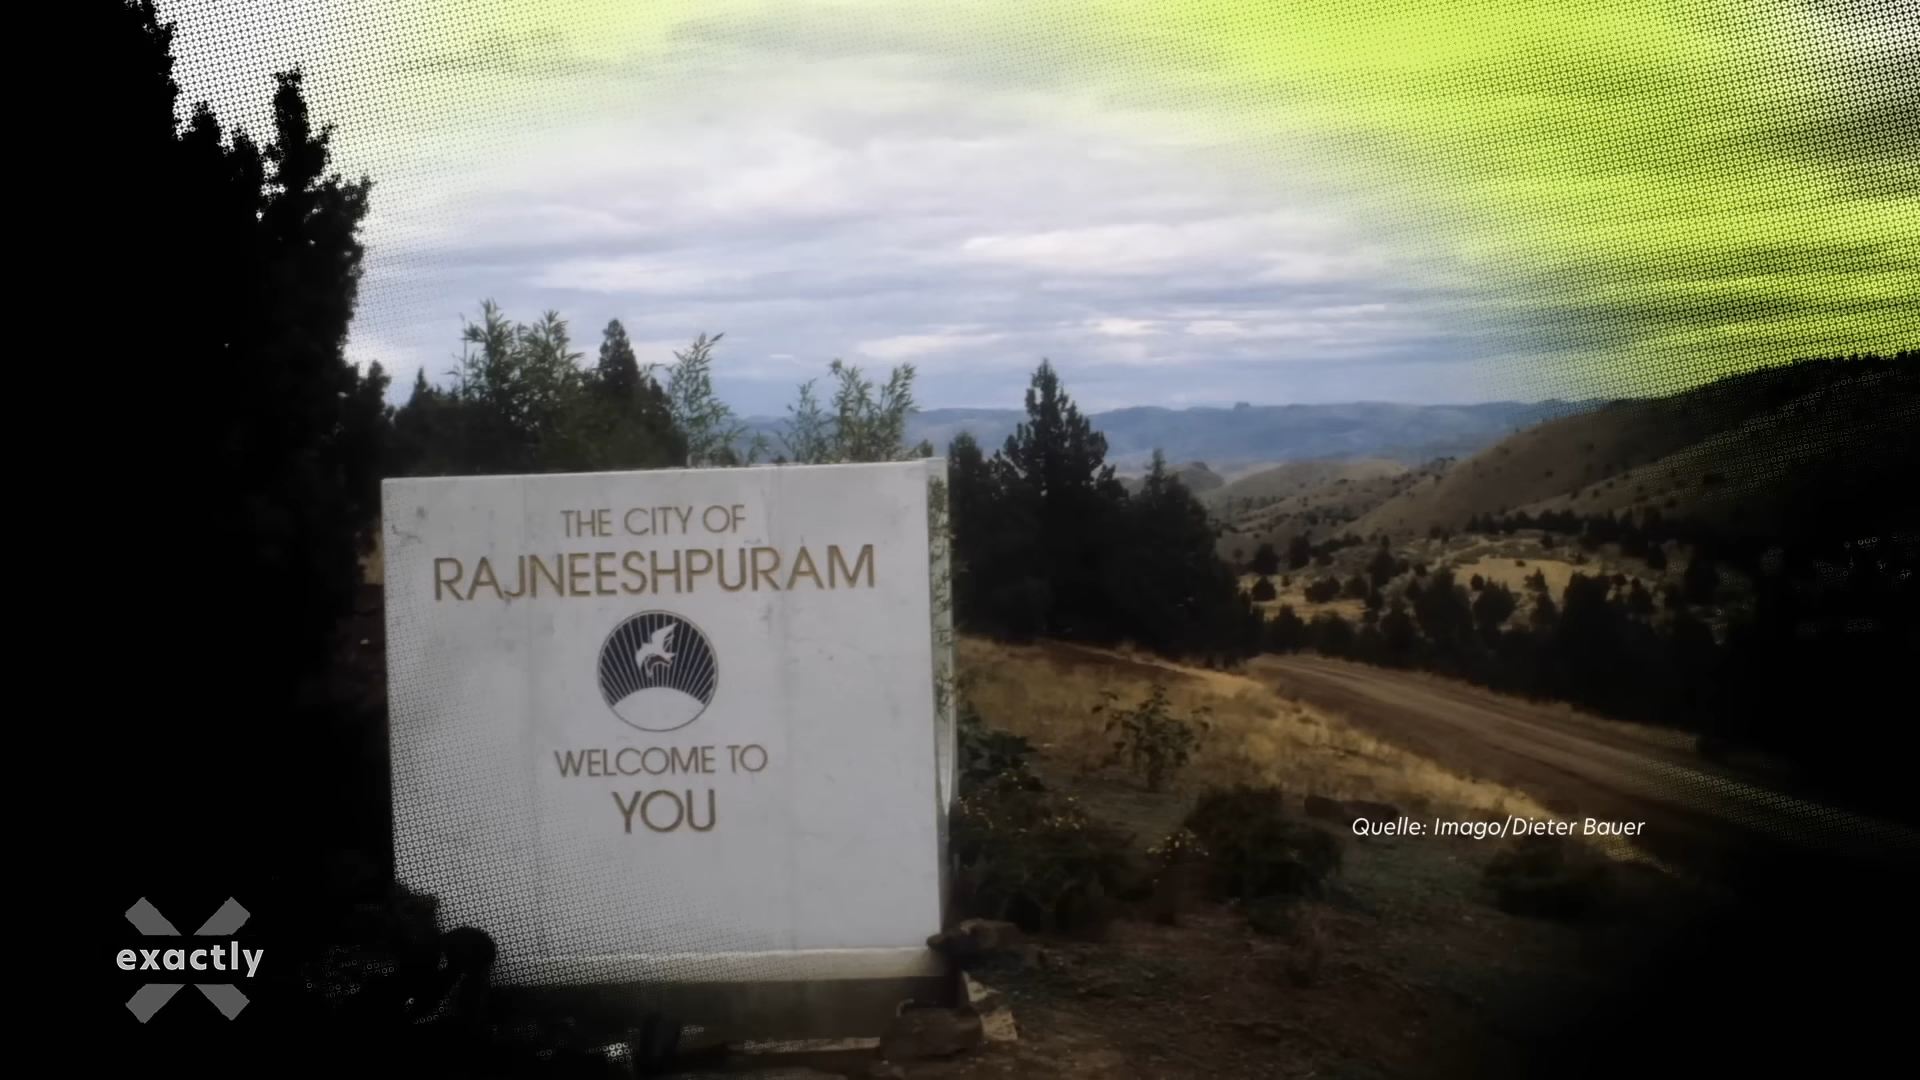 THE CITY OF
RAJNEESHPURAM
WELCOME TO
YOU
Quelle: Imago/Dieter Bauer
exactly